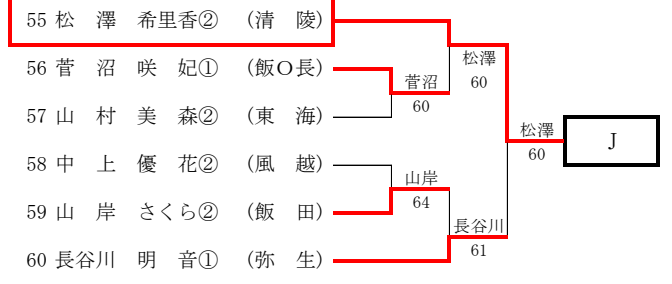 55 松 澤 希里香② (清 陵)
56 菅 沼 咲 妃① (飯O長)
57 山 村 美 森② (東 海)
58 中 上 優 花② (風 越)
59 山 岸 さくら② (飯 田)
60 長谷川 明 音① (弥 生)
菅沼
60
山岸
64
松澤
60
長谷川
61
松澤
60
J